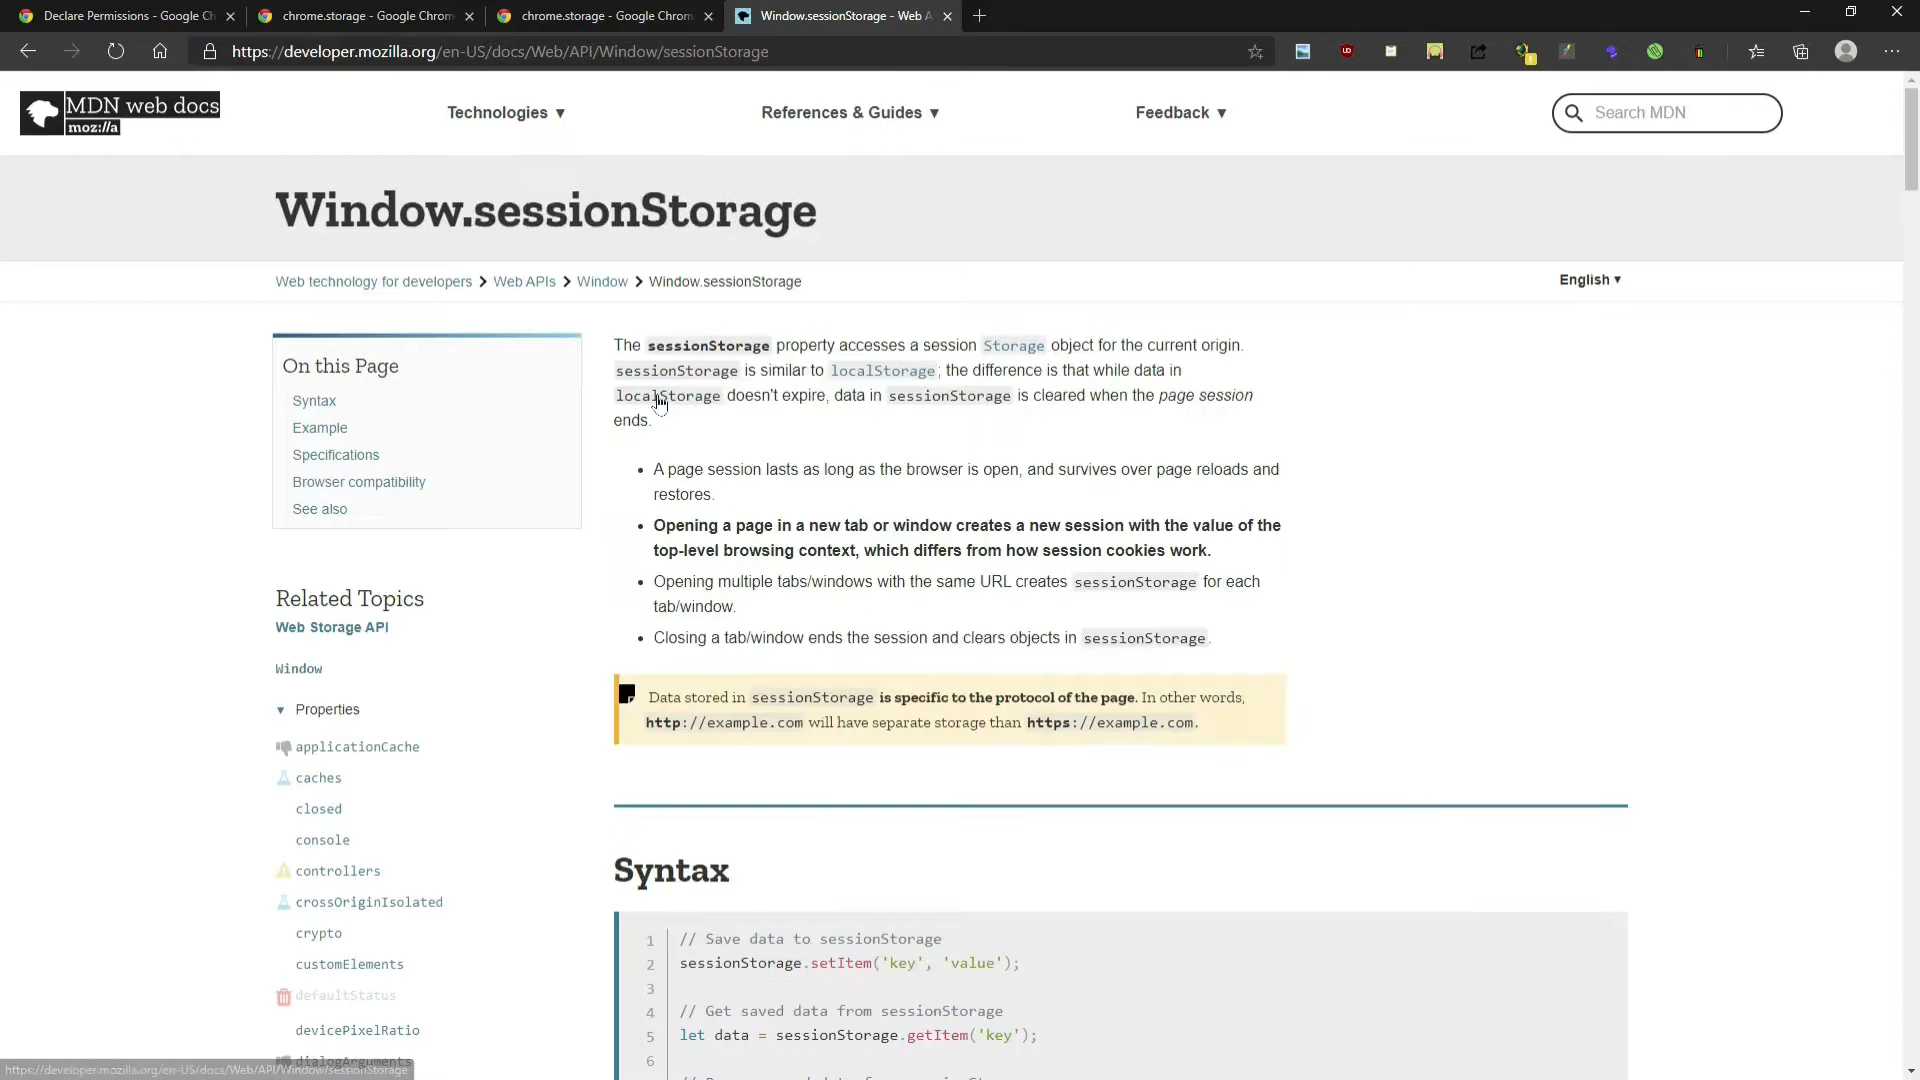 Declare Permissions - Google Ch
chrome.storage - Google Chrom
chrome.storage - Google Chrom
Window.sessionStorage - Web A
https://developer.mozilla.org/en-US/docs/Web/API/Window/sessionStorage
MDN web docs
moz://a
Technologies ▼
References & Guides ▼
Feedback ▼
Search MDN
Window.sessionStorage
Web technology for developers > Web APIs > Window > Window.sessionStorage
English ▼
On this Page
Syntax
Example
Specifications
Browser compatibility
See also
Related Topics
Web Storage API
Window
▼ Properties
applicationCache
caches
closed
console
controllers
crossOriginIsolated
crypto
customElements
defaultStatus
devicePixelRatio
dialogArguments
https://developer.mozilla.org/en-US/docs/Web/API/Window/sessionStorage
The sessionStorage property accesses a session Storage object for the current origin.
sessionStorage is similar to localStorage; the difference is that while data in
localStorage doesn't expire, data in sessionStorage is cleared when the page session
ends.
• A page session lasts as long as the browser is open, and survives over page reloads and
restores.
• Opening a page in a new tab or window creates a new session with the value of the
top-level browsing context, which differs from how session cookies work.
• Opening multiple tabs/windows with the same URL creates sessionStorage for each
tab/window.
• Closing a tab/window ends the session and clears objects in sessionStorage.
Data stored in sessionStorage is specific to the protocol of the page. In other words,
http://example.com will have separate storage than https://example.com.
Syntax
1 // Save data to sessionStorage
2 sessionStorage.setItem('key', 'value');
3
4 // Get saved data from sessionStorage
5 let data = sessionStorage.getItem('key');
6